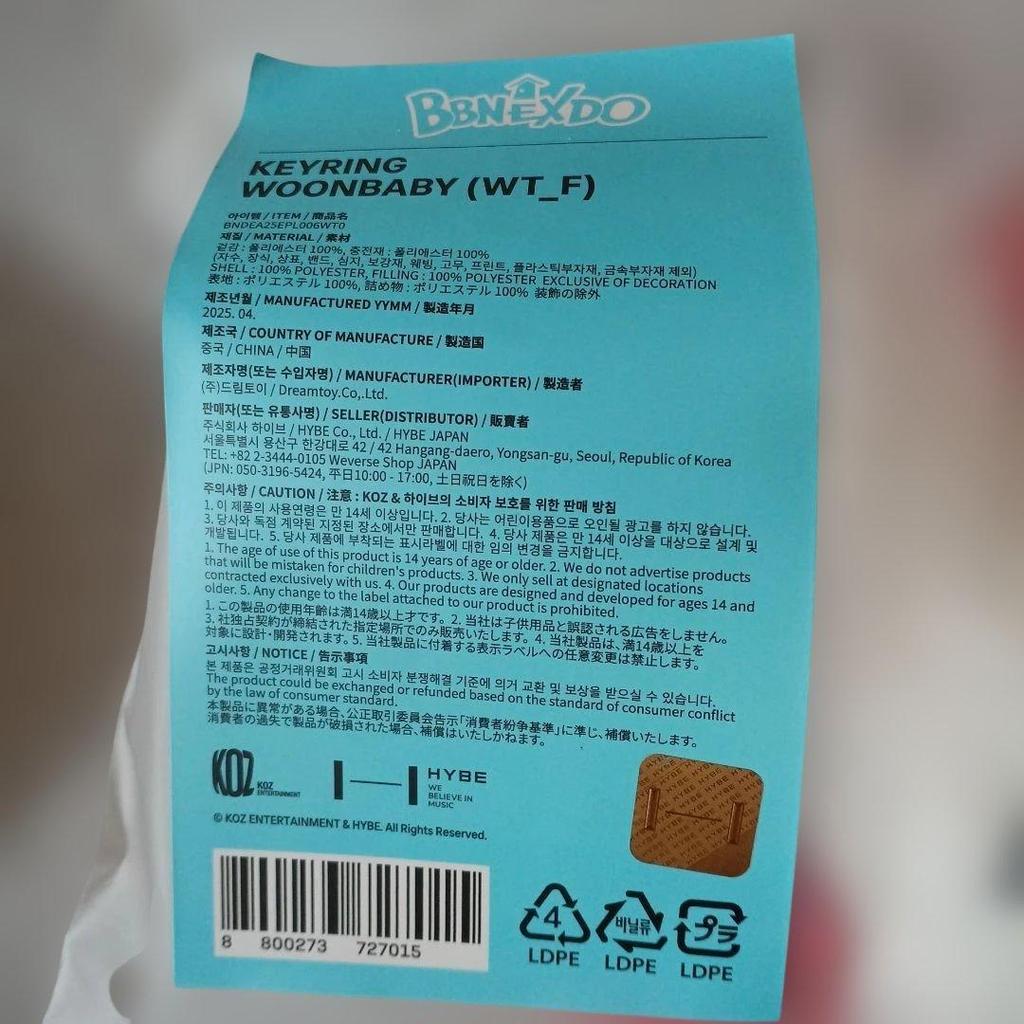 BBNEXDO
KEYRING
WOONBABY (WT_F)
아이템 / ITEM / 商品名
BNDEA25EPL006WT0
재질 / MATERIAL / 素材
겉감 : 폴리에스터 100%, 충전재 : 폴리에스터 100%
(자수, 장식, 상표, 밴드, 심지, 보강재, 웨빙, 고무, 프린트, 플라스틱부자재, 금속부자재 제외)
SHELL : 100% POLYESTER, FILLING : 100% POLYESTER EXCLUSIVE OF DECORATION
表地 : ポリエステル 100%, 詰め物 : ポリエステル 100% 装飾の除外
제조년월 / MANUFACTURED YYMM / 製造年月
2025. 04.
제조국 / COUNTRY OF MANUFACTURE / 製造国
중국 / CHINA / 中国
제조자명(또는 수입자명) / MANUFACTURER(IMPORTER) / 製造者
(주)드림토이 / Dreamtoy.Co,.Ltd.
판매자(또는 유통사명) / SELLER(DISTRIBUTOR) / 販賣者
주식회사 하이브 / HYBE Co., Ltd. / HYBE JAPAN
서울특별시 용산구 한강대로 42 / 42 Hangang-daero, Yongsan-gu, Seoul, Republic of Korea
TEL: +82 2-3444-0105 Weverse Shop JAPAN
(JPN: 050-3196-5424, 平日10:00 - 17:00, 土日祝日を除く)
주의사항 / CAUTION / 注意 : KOZ & 하이브의 소비자 보호를 위한 판매 방침
1. 이 제품의 사용연령은 만 14세 이상입니다. 2. 당사는 어린이용품으로 오인될 광고를 하지 않습니다.
3. 당사와 독점 계약된 지정된 장소에서만 판매합니다. 4. 당사 제품은 만 14세 이상을 대상으로 설계 및
개발됩니다. 5. 당사 제품에 부착되는 표시라벨에 대한 임의 변경을 금지합니다.
1. The age of use of this product is 14 years of age or older. 2. We do not advertise products
that will be mistaken for children's products. 3. We only sell at designated locations
contracted exclusively with us. 4. Our products are designed and developed for ages 14 and
older. 5. Any change to the label attached to our product is prohibited.
1. この製品の使用年齢は満14歳以上才です。2. 当社は子供用品と誤認される広告をしません。
3. 社独占契約が締結された指定場所でのみ販売いたします。4. 当社製品は、満14歳以上を
対象に設計・開発されます。5. 当社製品に付着する表示ラベルへの任意変更は禁止します。
고시사항 / NOTICE / 告示事項
본 제품은 공정거래위원회 고시 소비자 분쟁해결 기준에 의거 교환 및 보상을 받으실 수 있습니다.
The product could be exchanged or refunded based on the standard of consumer conflict
by the law of consumer standard.
本製品に異常がある場合、公正取引委員会告示「消費者紛争基準」に準じ、補償いたします。
消費者の過失で製品が破損された場合、補償はいたしかねます。
KOZ KOZ ENTERTAINMENT
HYBE
WE
BELIEVE IN
MUSIC
© KOZ ENTERTAINMENT & HYBE. All Rights Reserved.
8 800273 727015
4 비닐류 プラ
LDPE LDPE LDPE